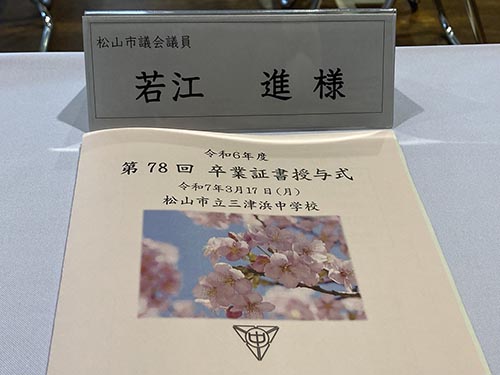 松山市議会議員
若江 進 様
令和6年度
第78回 卒業証書授与式
令和7年3月17日(月)
松山市立三津浜中学校
中